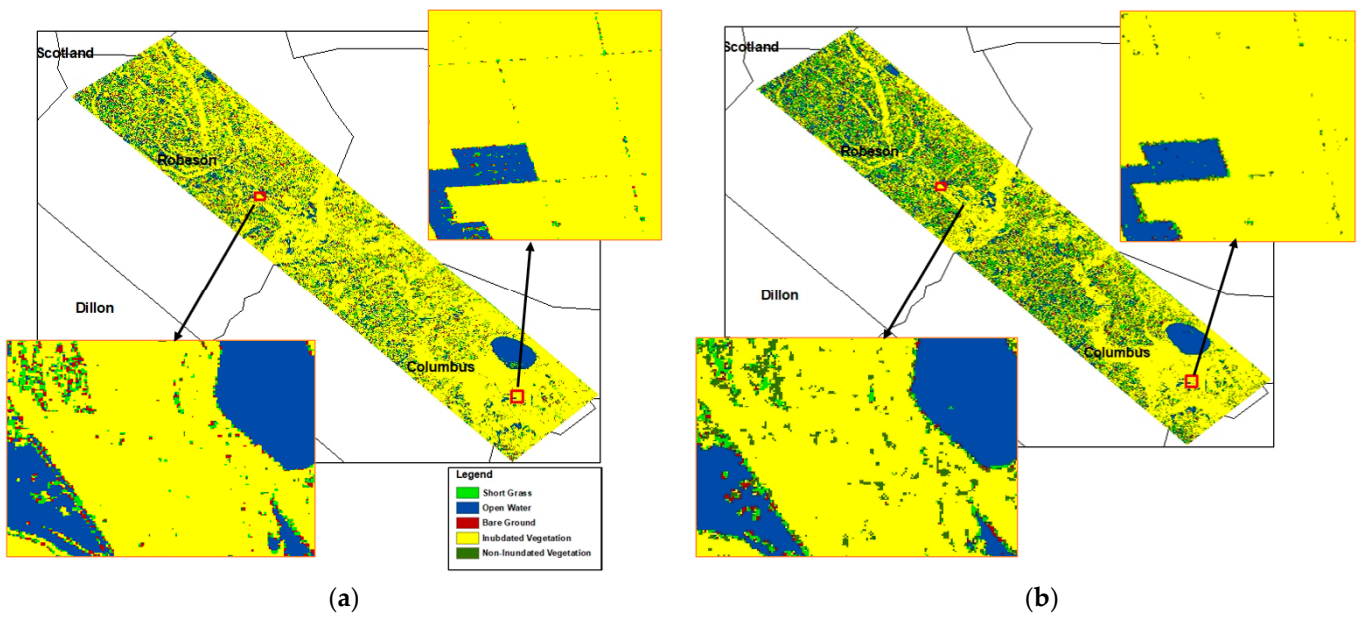 Scotland
Robeson
Dillon
Columbus
Legend
Short Grass
Open Water
Bare Ground
Inubdated Vegetation
Non-Inundated Vegetation
(a)
Scotland
Robeson
Dillon
Columbus
(b)